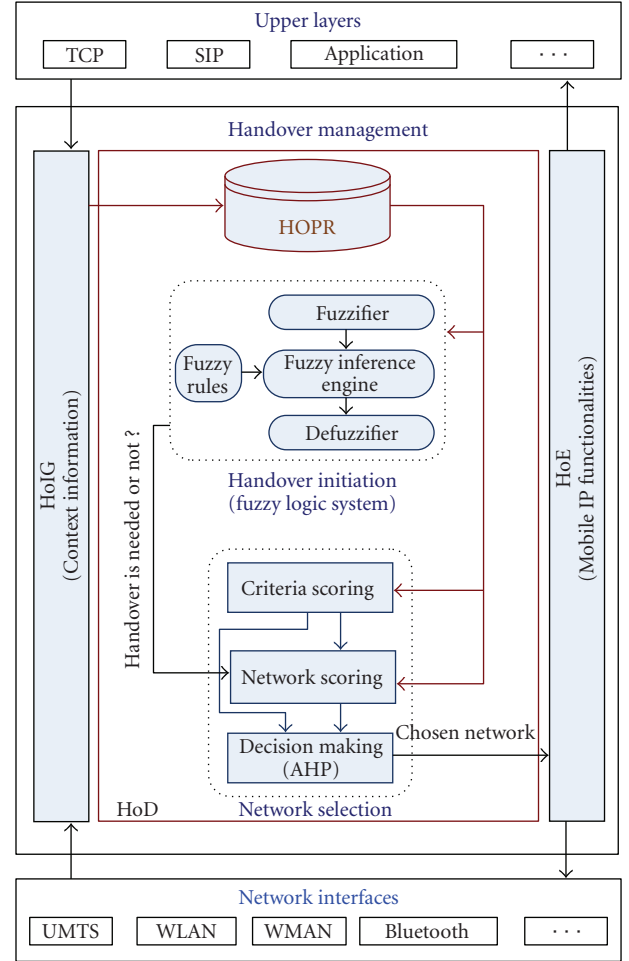 Upper layers
TCP
SIP
Application
· · ·
Handover management
HOPR
Fuzzifier
Fuzzy
rules
Fuzzy inference
engine
Defuzzifier
Handover initiation
(fuzzy logic system)
HoIG
(Context information)
Handover is needed or not ?
HoE
(Mobile IP functionalities)
Criteria scoring
Network scoring
Decision making
(AHP)
Chosen network
HoD
Network selection
Network interfaces
UMTS
WLAN
WMAN
Bluetooth
· · ·